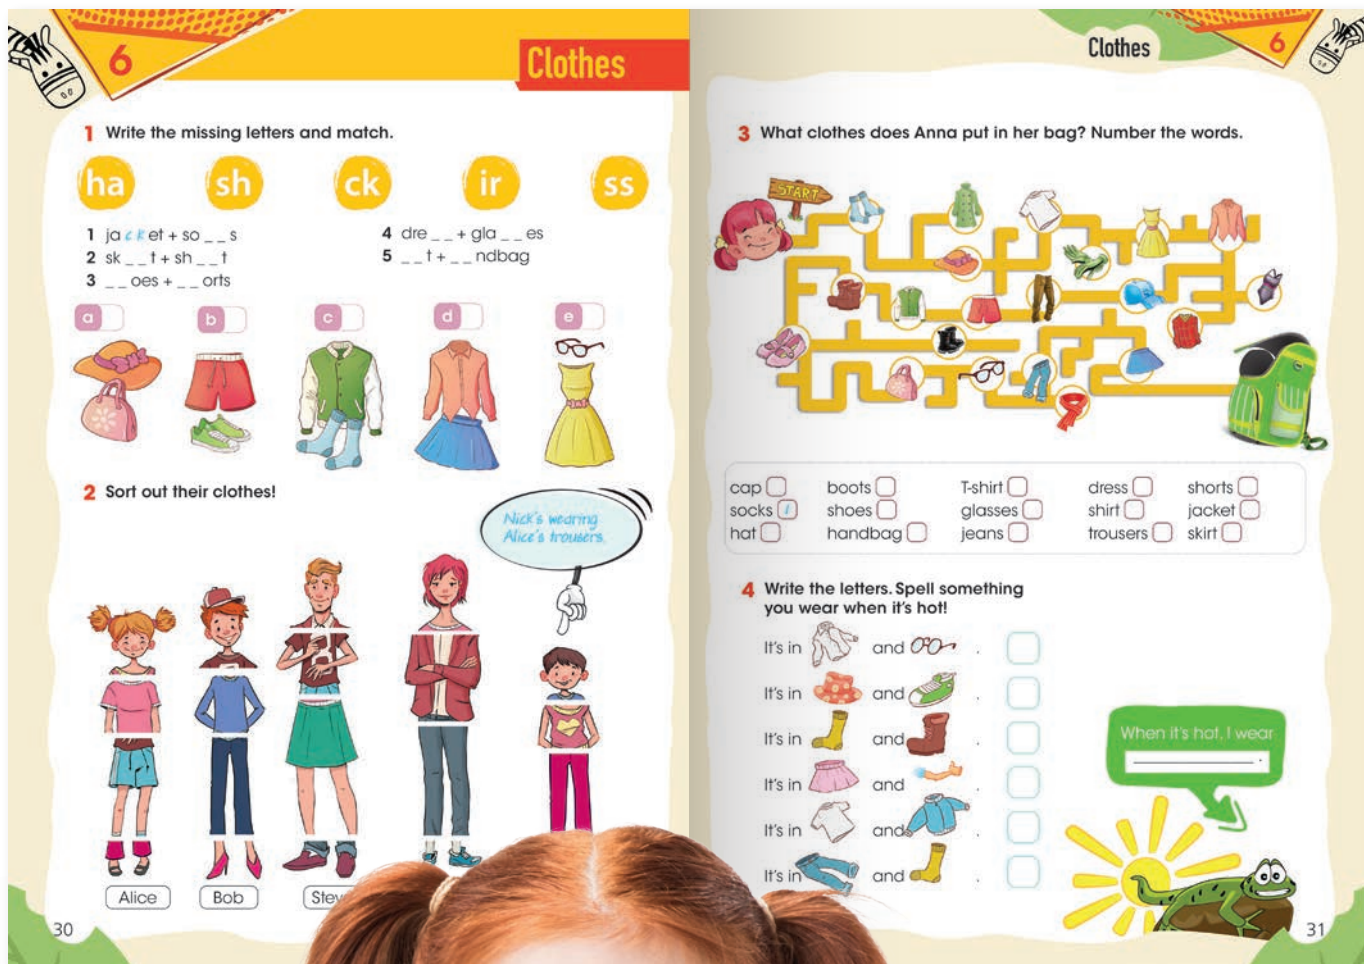 6
Clothes
1 Write the missing letters and match.
ha sh ck ir ss
1 jacket + so _ _ s
2 sk _ _ t + sh _ _ t
3 _ _ oes + _ _ orts
4 dre _ _ + gla _ _ es
5 _ _ t + _ _ ndbag
a b c d e
2 Sort out their clothes!
Nick's wearing
Alice's trousers.
Alice Bob
30
Clothes
6
3 What clothes does Anna put in her bag? Number the words.
START
cap boots T-shirt dress shorts
socks 1 shoes glasses shirt jacket
hat handbag jeans trousers skirt
4 Write the letters. Spell something
you wear when it's hot!
It's in and .
It's in and .
It's in and .
It's in and .
It's in and .
It's in and .
When it's hot, I wear
.
31